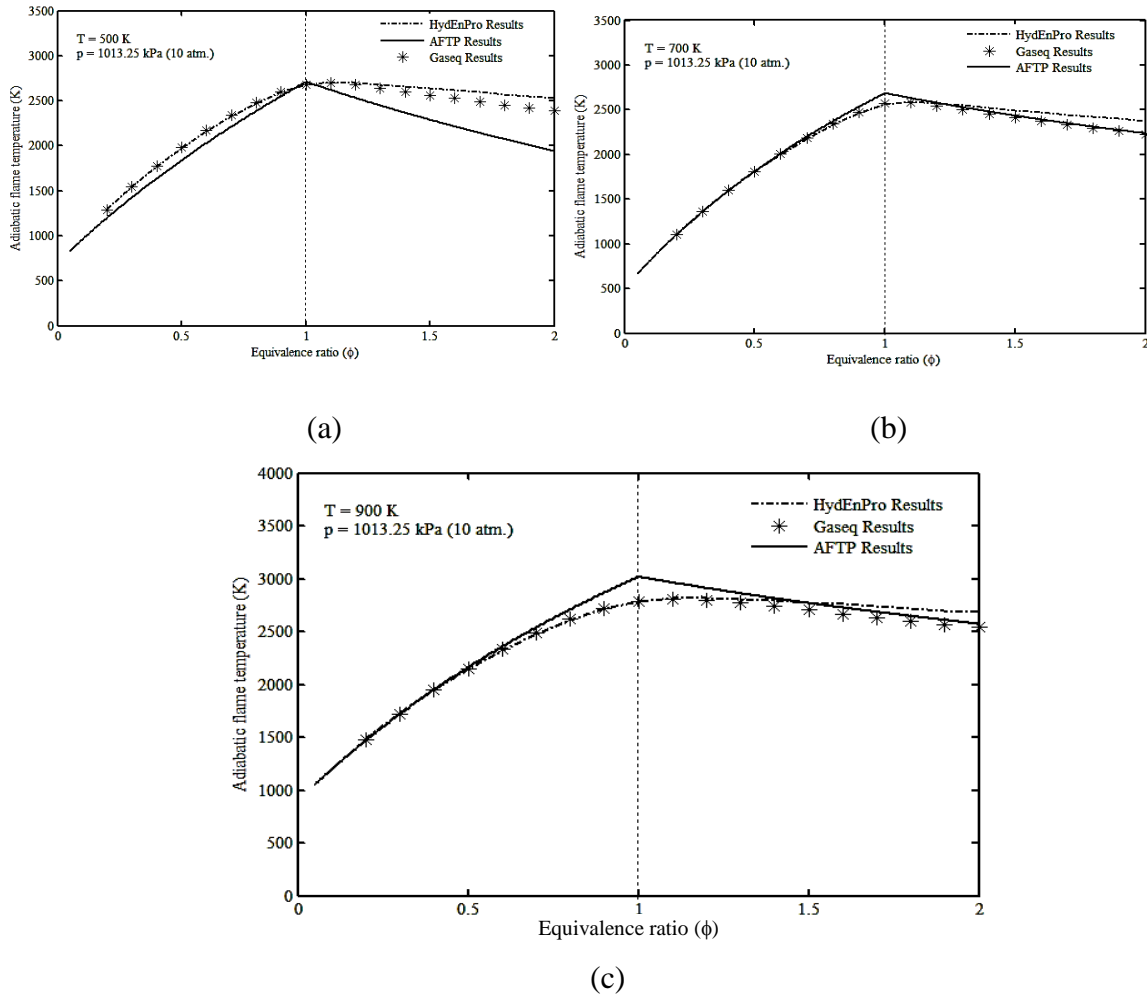 T = 500 K
p = 1013.25 kPa (10 atm.)
HydEnPro Results
AFTP Results
Gaseq Results
3500
3000
2500
2000
1500
1000
500
0
Adiabatic flame temperature (K)
0
0.5
1
1.5
2
Equivalence ratio (ϕ)
(a)
T = 700 K
p = 1013.25 kPa (10 atm.)
HydEnPro Results
Gaseq Results
AFTP Results
3500
3000
2500
2000
1500
1000
500
0
Adiabatic flame temperature (K)
0
0.5
1
1.5
2
Equivalence ratio (ϕ)
(b)
T = 900 K
p = 1013.25 kPa (10 atm.)
HydEnPro Results
Gaseq Results
AFTP Results
4000
3500
3000
2500
2000
1500
1000
500
0
Adiabatic flame temperature (K)
0
0.5
1
1.5
2
Equivalence ratio (ϕ)
(c)